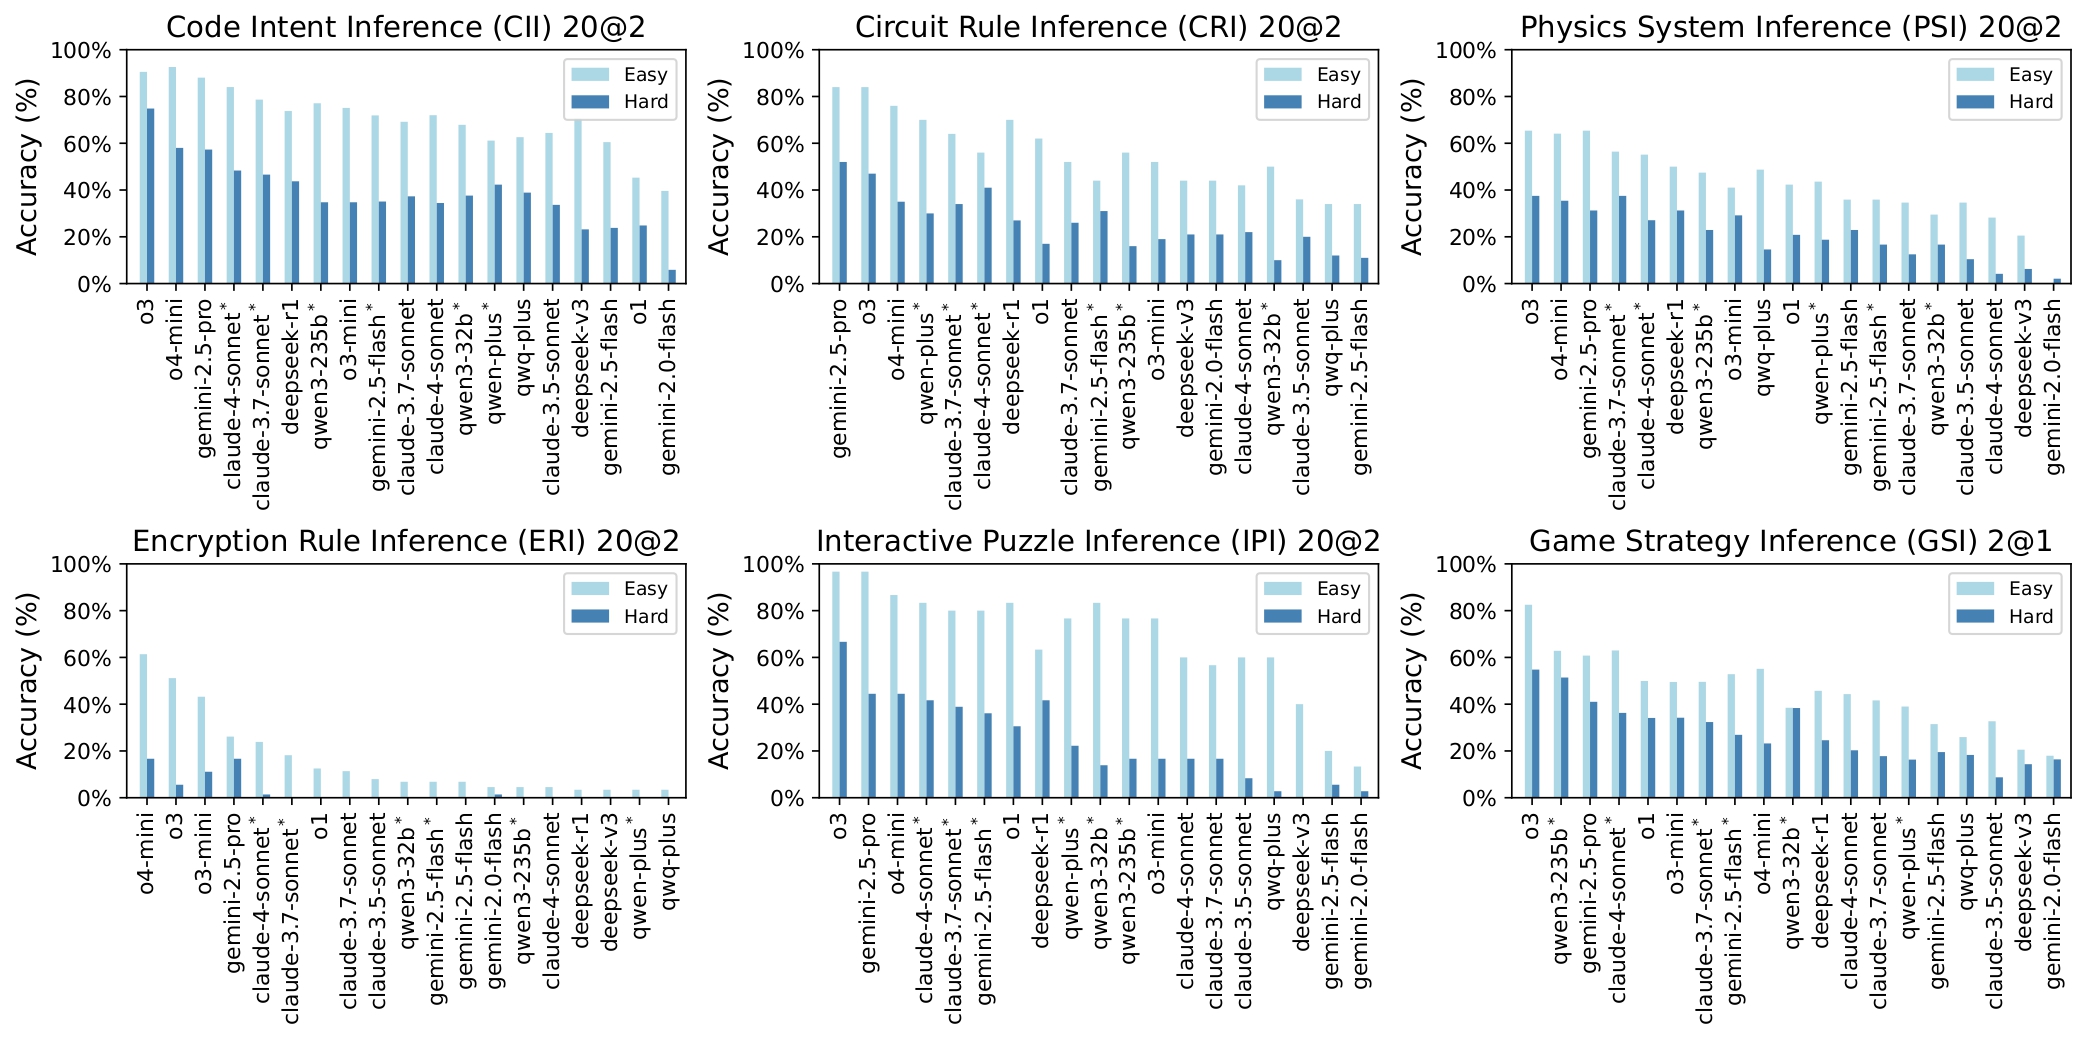 Code Intent Inference (CII) 20@2
Accuracy (%)
100%
80%
60%
40%
20%
0%
Easy
Hard
o3
o4-mini
gemini-2.5-pro
claude-4-sonnet*
claude-3.7-sonnet*
deepseek-r1
qwen3-235b*
o3-mini
gemini-2.5-flash*
claude-3.7-sonnet
claude-4-sonnet
qwen3-32b*
qwen-plus*
qwq-plus
claude-3.5-sonnet
deepseek-v3
gemini-2.5-flash
o1
gemini-2.0-flash
Circuit Rule Inference (CRI) 20@2
Accuracy (%)
100%
80%
60%
40%
20%
0%
Easy
Hard
gemini-2.5-pro
o3
o4-mini
qwen-plus*
claude-3.7-sonnet*
claude-4-sonnet*
deepseek-r1
o1
claude-3.7-sonnet
gemini-2.5-flash*
qwen3-235b*
o3-mini
deepseek-v3
gemini-2.0-flash
claude-4-sonnet
qwen3-32b*
claude-3.5-sonnet
qwq-plus
gemini-2.5-flash
Physics System Inference (PSI) 20@2
Accuracy (%)
100%
80%
60%
40%
20%
0%
Easy
Hard
o3
o4-mini
gemini-2.5-pro
claude-3.7-sonnet*
claude-4-sonnet*
deepseek-r1
qwen3-235b*
o3-mini
qwq-plus
o1
qwen-plus*
gemini-2.5-flash
gemini-2.5-flash*
claude-3.7-sonnet
qwen3-32b*
claude-3.5-sonnet
claude-4-sonnet
deepseek-v3
gemini-2.0-flash
Encryption Rule Inference (ERI) 20@2
Accuracy (%)
100%
80%
60%
40%
20%
0%
Easy
Hard
o4-mini
o3
o3-mini
gemini-2.5-pro
claude-4-sonnet*
claude-3.7-sonnet*
o1
claude-3.7-sonnet
claude-3.5-sonnet
qwen3-32b*
gemini-2.5-flash*
gemini-2.5-flash
gemini-2.0-flash
qwen3-235b*
claude-4-sonnet
deepseek-r1
deepseek-v3
qwen-plus*
qwq-plus
Interactive Puzzle Inference (IPI) 20@2
Accuracy (%)
100%
80%
60%
40%
20%
0%
Easy
Hard
o3
gemini-2.5-pro
o4-mini
claude-4-sonnet*
claude-3.7-sonnet*
gemini-2.5-flash*
o1
deepseek-r1
qwen-plus*
qwen3-32b*
qwen3-235b*
o3-mini
claude-4-sonnet
claude-3.7-sonnet
claude-3.5-sonnet
qwq-plus
deepseek-v3
gemini-2.5-flash
gemini-2.0-flash
Game Strategy Inference (GSI) 2@1
Accuracy (%)
100%
80%
60%
40%
20%
0%
Easy
Hard
o3
qwen3-235b*
gemini-2.5-pro
claude-4-sonnet*
o1
o3-mini
claude-3.7-sonnet*
gemini-2.5-flash*
o4-mini
qwen3-32b*
deepseek-r1
claude-4-sonnet
claude-3.7-sonnet
qwen-plus*
gemini-2.5-flash
qwq-plus
claude-3.5-sonnet
deepseek-v3
gemini-2.0-flash